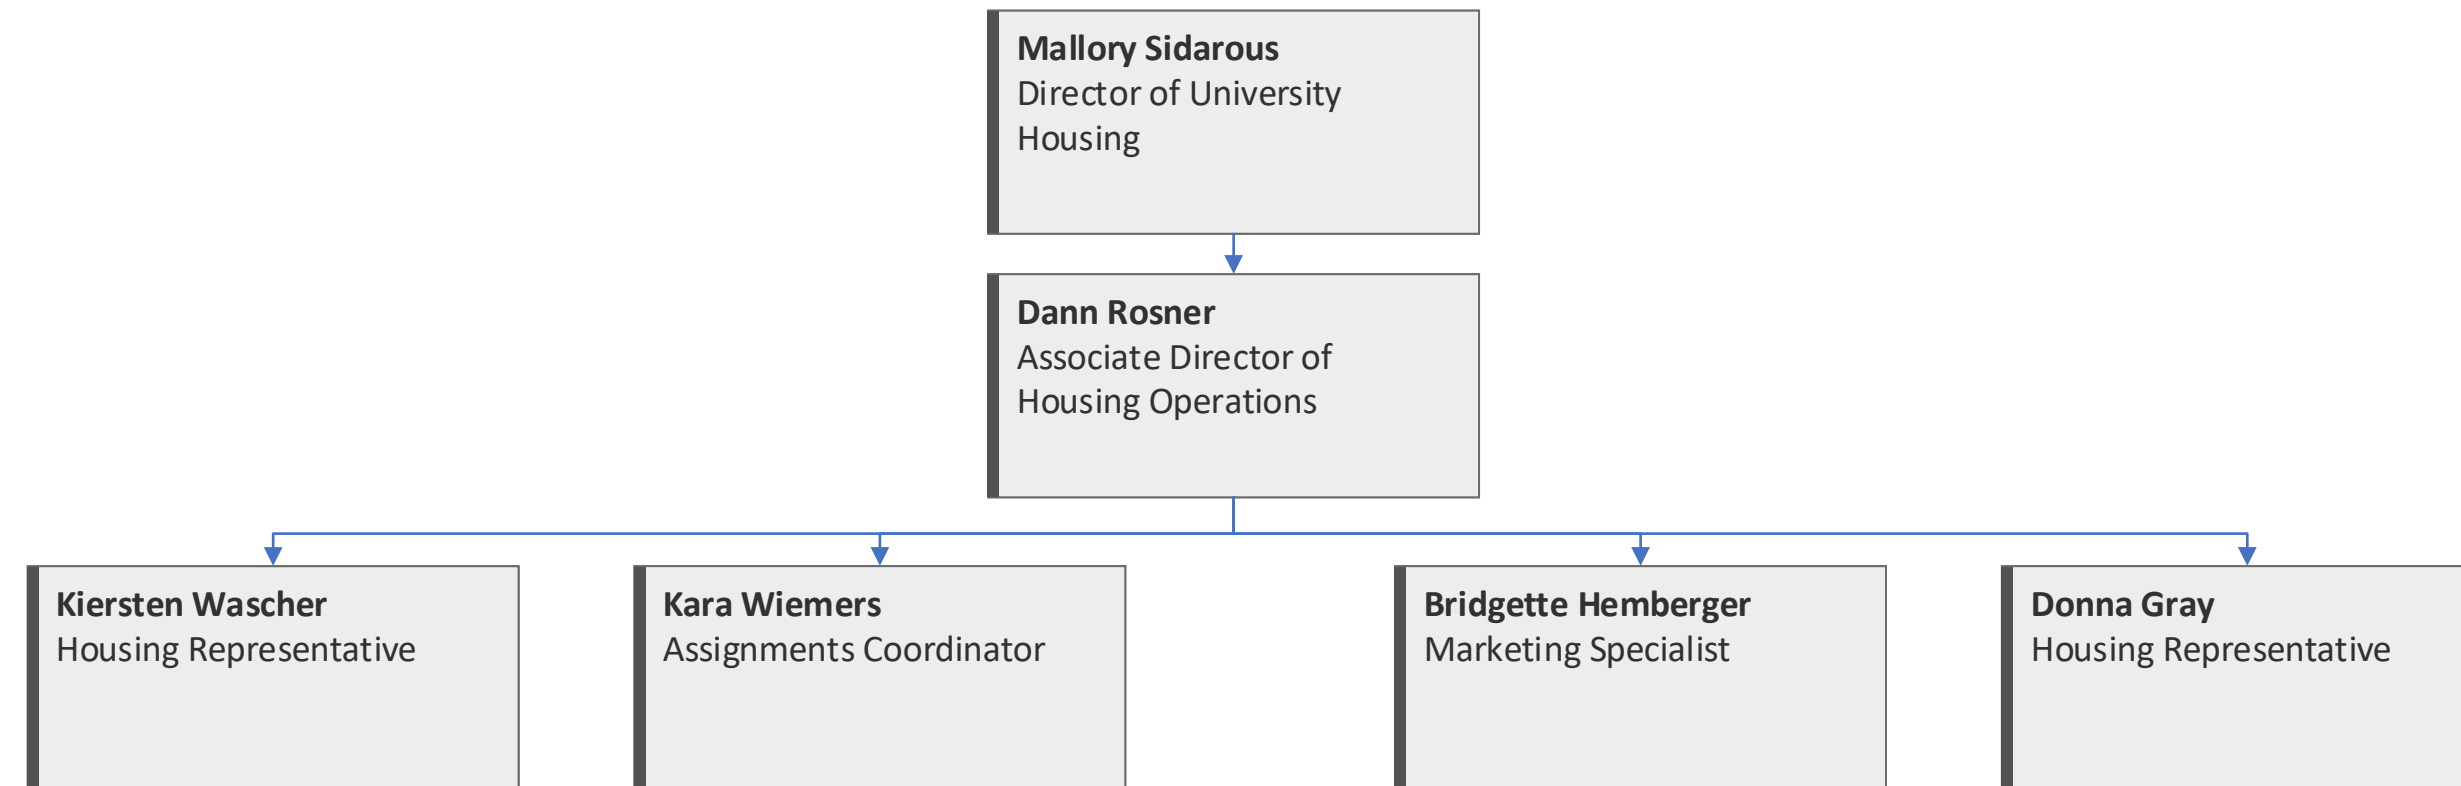 Mallory Sidarous
Director of University
Housing
Dann Rosner
Associate Director of
Housing Operations
Kiersten Wascher
Housing Representative
Kara Wiemers
Assignments Coordinator
Bridgette Hemberger
Marketing Specialist
Donna Gray
Housing Representative